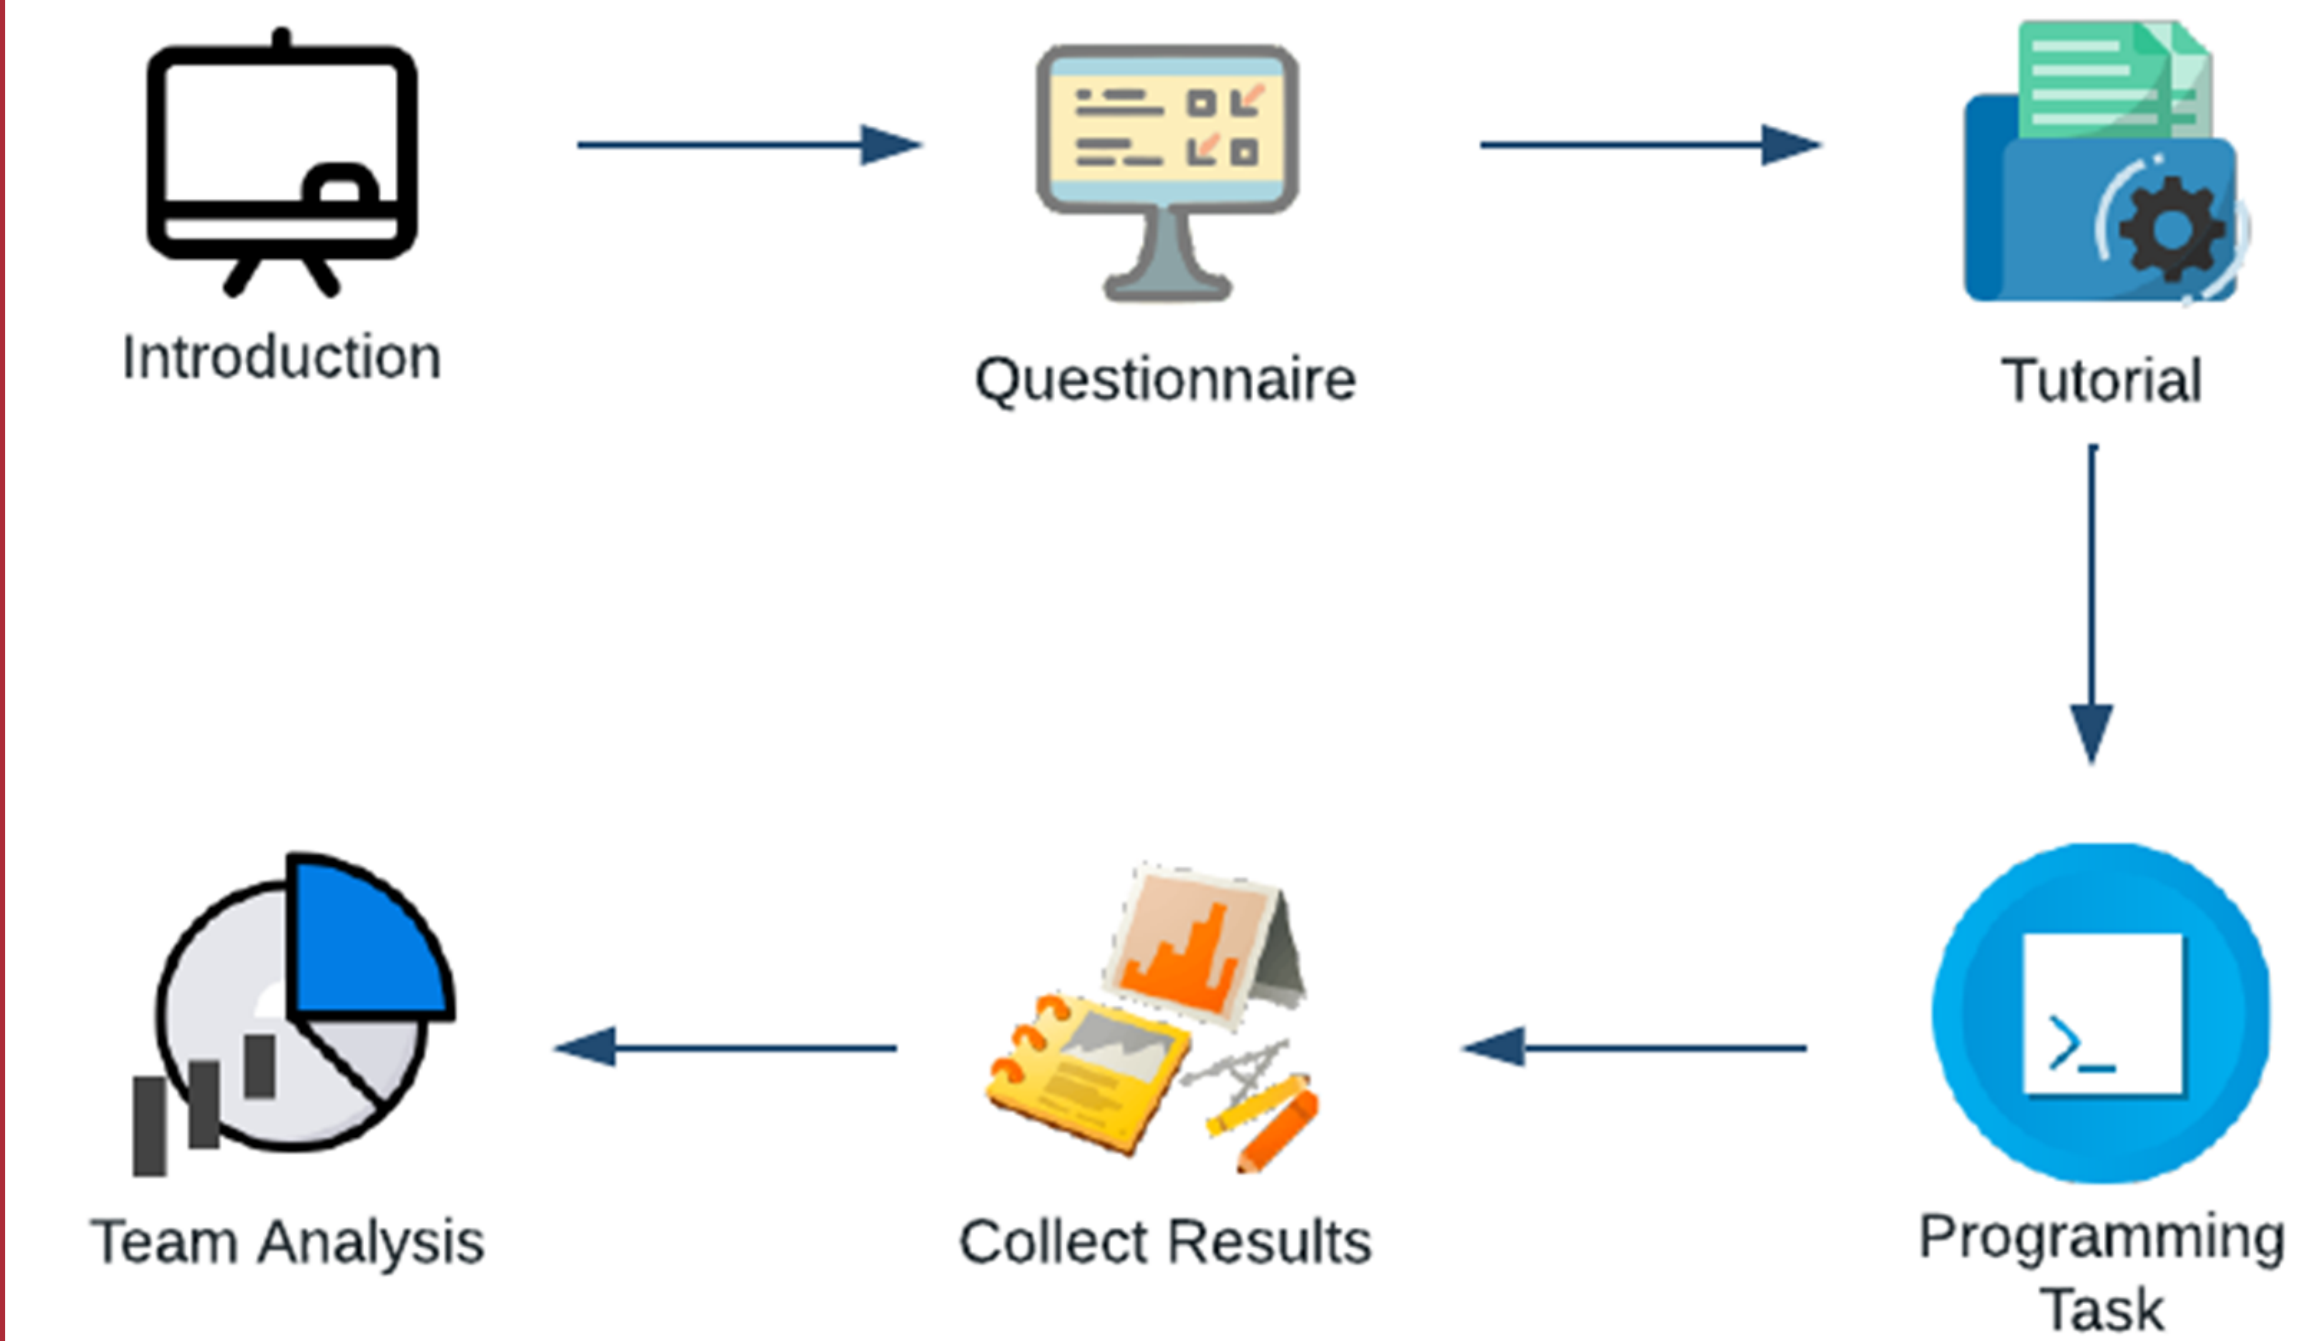 Introduction
Questionnaire
Tutorial
Team Analysis
Collect Results
Programming
Task